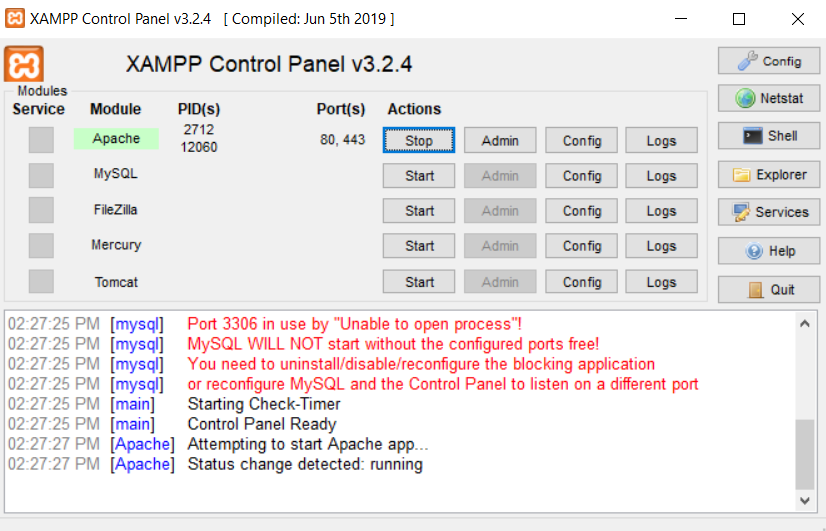 XAMPP Control Panel v3.2.4 [ Compiled: Jun 5th 2019 ]
XAMPP Control Panel v3.2.4
Modules
Service Module PID(s) Port(s) Actions
Apache 2712 12060 80, 443 Stop Admin Config Logs
MySQL Start Admin Config Logs
FileZilla Start Admin Config Logs
Mercury Start Admin Config Logs
Tomcat Start Admin Config Logs
Config
Netstat
Shell
Explorer
Services
Help
Quit
02:27:25 PM [mysql] Port 3306 in use by "Unable to open process"!
02:27:25 PM [mysql] MySQL WILL NOT start without the configured ports free!
02:27:25 PM [mysql] You need to uninstall/disable/reconfigure the blocking application
02:27:25 PM [mysql] or reconfigure MySQL and the Control Panel to listen on a different port
02:27:25 PM [main] Starting Check-Timer
02:27:25 PM [main] Control Panel Ready
02:27:27 PM [Apache] Attempting to start Apache app...
02:27:27 PM [Apache] Status change detected: running